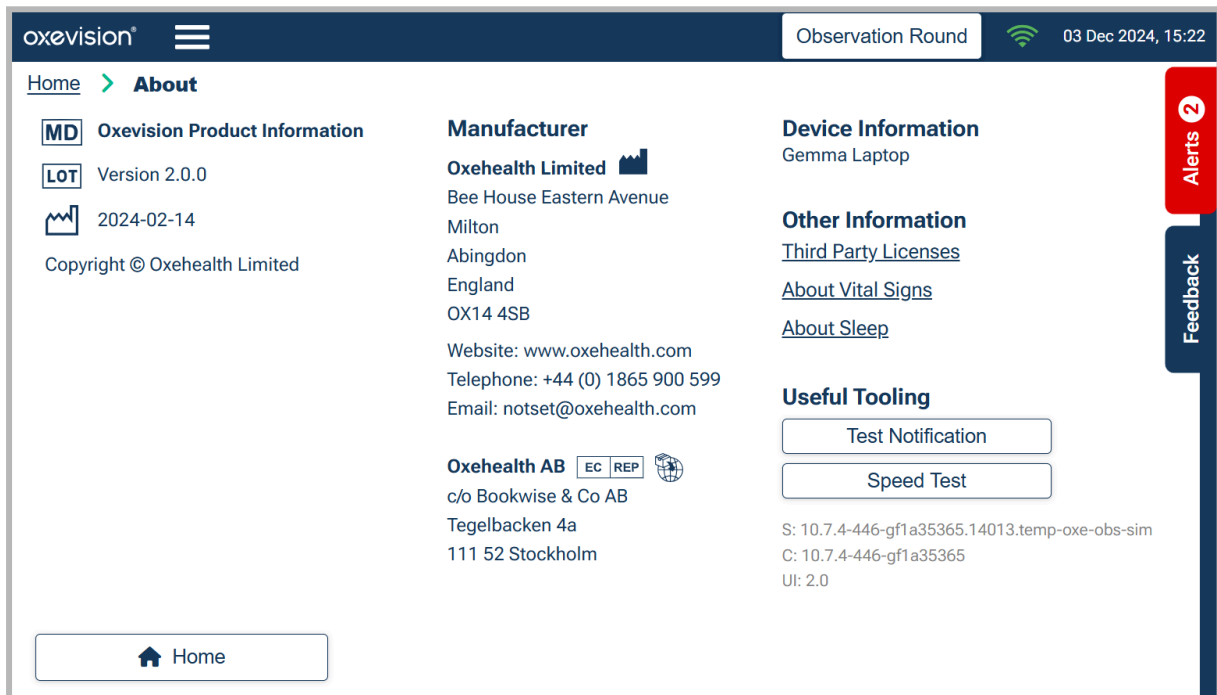 oxevision®
Observation Round
03 Dec 2024, 15:22
Home > About
MD Oxevision Product Information
LOT Version 2.0.0
2024-02-14
Copyright © Oxehealth Limited
Manufacturer
Oxehealth Limited
Bee House Eastern Avenue
Milton
Abingdon
England
OX14 4SB
Website: www.oxehealth.com
Telephone: +44 (0) 1865 900 599
Email: notset@oxehealth.com
Oxehealth AB EC REP
c/o Bookwise & Co AB
Tegelbacken 4a
111 52 Stockholm
Device Information
Gemma Laptop
Other Information
Third Party Licenses
About Vital Signs
About Sleep
Useful Tooling
Test Notification
Speed Test
S: 10.7.4-446-gf1a35365.14013.temp-oxe-obs-sim
C: 10.7.4-446-gf1a35365
UI: 2.0
Alerts 2
Feedback
Home